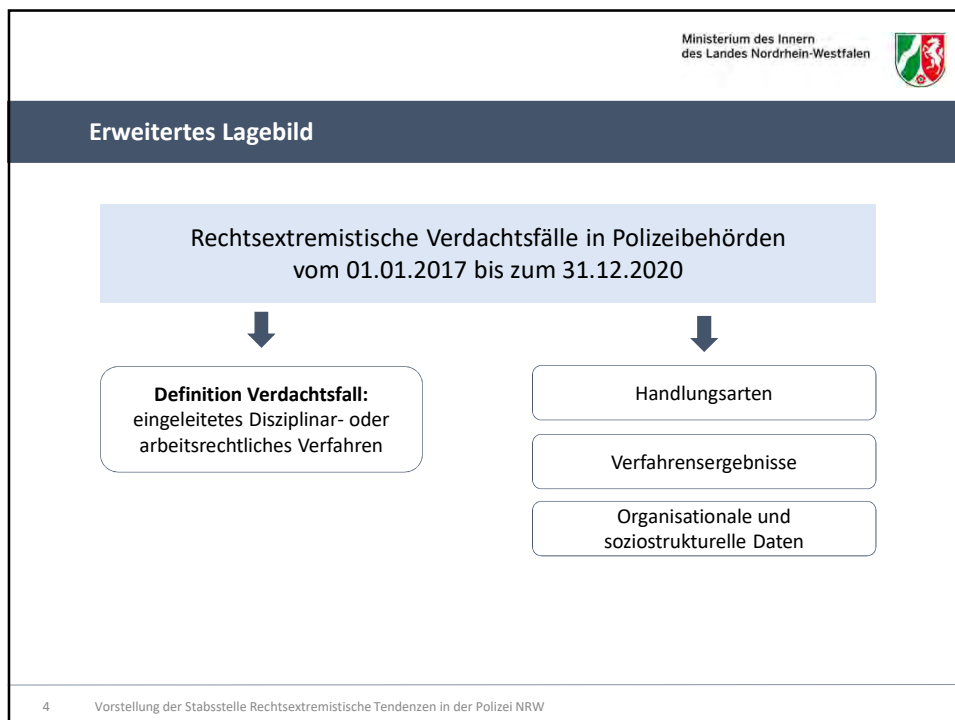 Ministerium des Innern
des Landes Nordrhein-Westfalen
Erweitertes Lagebild
Rechtsextremistische Verdachtsfälle in Polizeibehörden
vom 01.01.2017 bis zum 31.12.2020
Definition Verdachtsfall:
eingeleitetes Disziplinar- oder
arbeitsrechtliches Verfahren
Handlungsarten
Verfahrensergebnisse
Organisationale und
soziostrukturelle Daten
4 Vorstellung der Stabsstelle Rechtsextremistische Tendenzen in der Polizei NRW